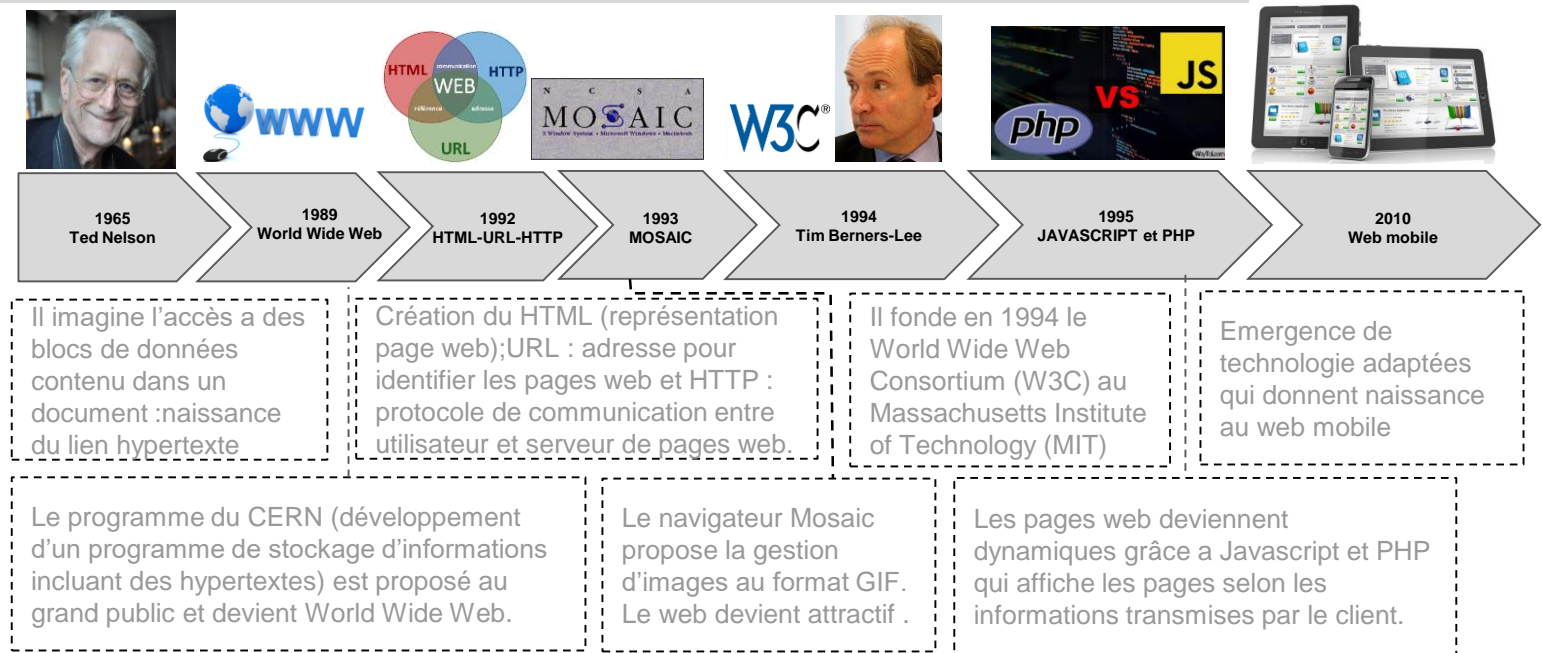 HTML
communication
HTTP
WEB
référence
adresse
URL
WWW
N C S A
MOSAIC
X Window System • Microsoft Windows • Macintosh
W3C®
php
VS
JS
1965
Ted Nelson
1989
World Wide Web
1992
HTML-URL-HTTP
1993
MOSAIC
1994
Tim Berners-Lee
1995
JAVASCRIPT et PHP
2010
Web mobile
Il imagine l’accès a des
blocs de données
contenu dans un
document :naissance
du lien hypertexte
Création du HTML (représentation
page web);URL : adresse pour
identifier les pages web et HTTP :
protocole de communication entre
utilisateur et serveur de pages web.
Il fonde en 1994 le
World Wide Web
Consortium (W3C) au
Massachusetts Institute
of Technology (MIT)
Emergence de
technologie adaptées
qui donnent naissance
au web mobile
Le programme du CERN (développement
d’un programme de stockage d’informations
incluant des hypertextes) est proposé au
grand public et devient World Wide Web.
Le navigateur Mosaic
propose la gestion
d’images au format GIF.
Le web devient attractif .
Les pages web deviennent
dynamiques grâce a Javascript et PHP
qui affiche les pages selon les
informations transmises par le client.